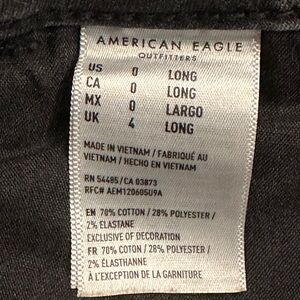 AMERICAN EAGLE
OUTFITTERS
US 0 LONG
CA 0 LONG
MX 0 LARGO
UK 4 LONG
MADE IN VIETNAM / FABRIQUÉ AU
VIETNAM / HECHO EN VIETNAM
RN 54485/CA 03873
RFC# AEM120605U9A
EN 70% COTTON / 28% POLYESTER /
2% ELASTANE
EXCLUSIVE OF DECORATION
FR 70% COTON / 28% POLYESTER /
2% ÉLASTHANNE
À L'EXCEPTION DE LA GARNITURE